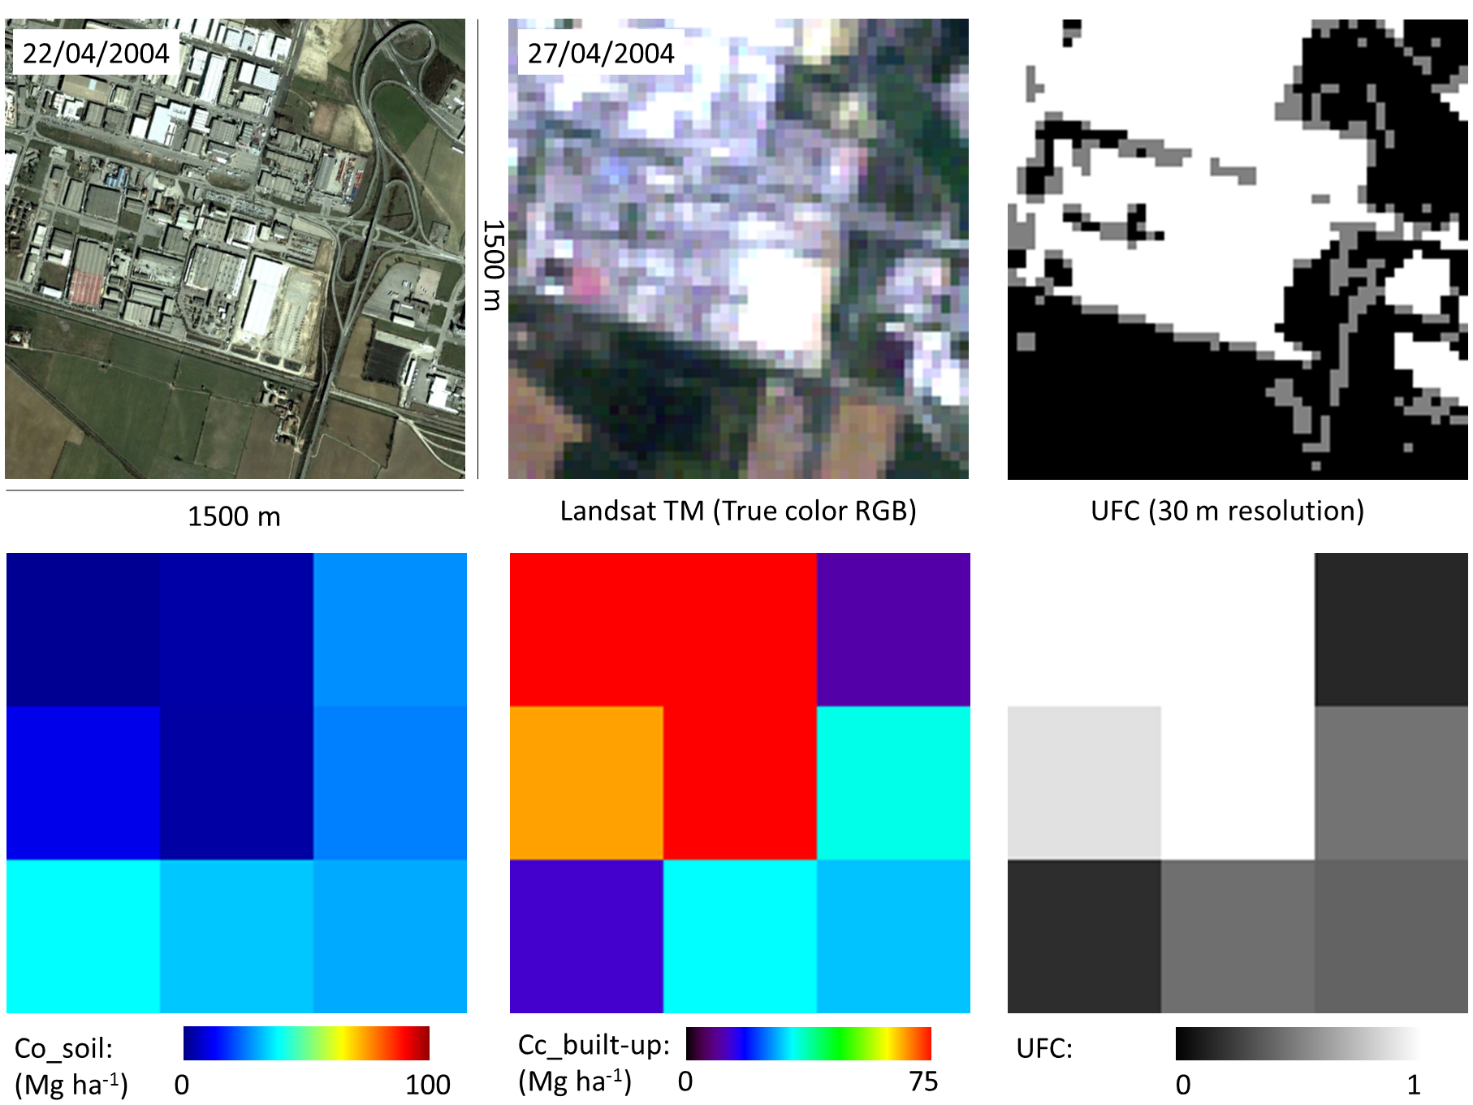 22/04/2004
27/04/2004
1500 m
1500 m
Landsat TM (True color RGB)
UFC (30 m resolution)
Co_soil:
(Mg ha-1)
0
100
Cc_built-up:
(Mg ha-1)
0
75
UFC:
0
1